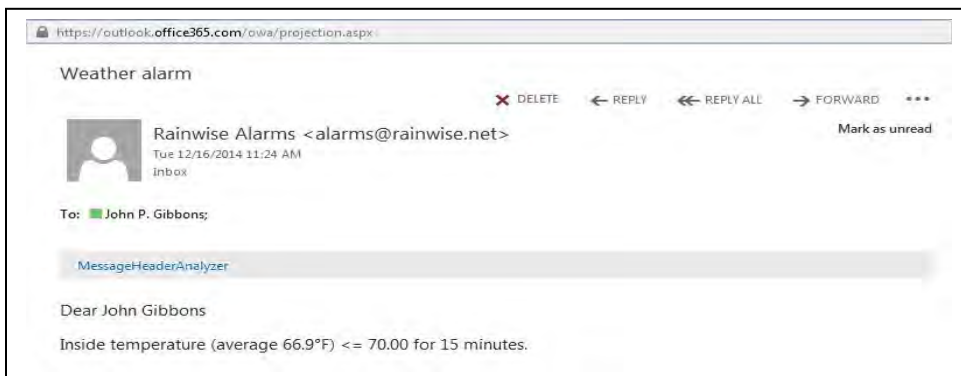 https://outlook.office365.com/owa/projection.aspx
Weather alarm
DELETE REPLY REPLY ALL FORWARD •••
Rainwise Alarms <alarms@rainwise.net>
Mark as unread
Tue 12/16/2014 11:24 AM
Inbox
To: John P. Gibbons;
MessageHeaderAnalyzer
Dear John Gibbons
Inside temperature (average 66.9°F) <= 70.00 for 15 minutes.